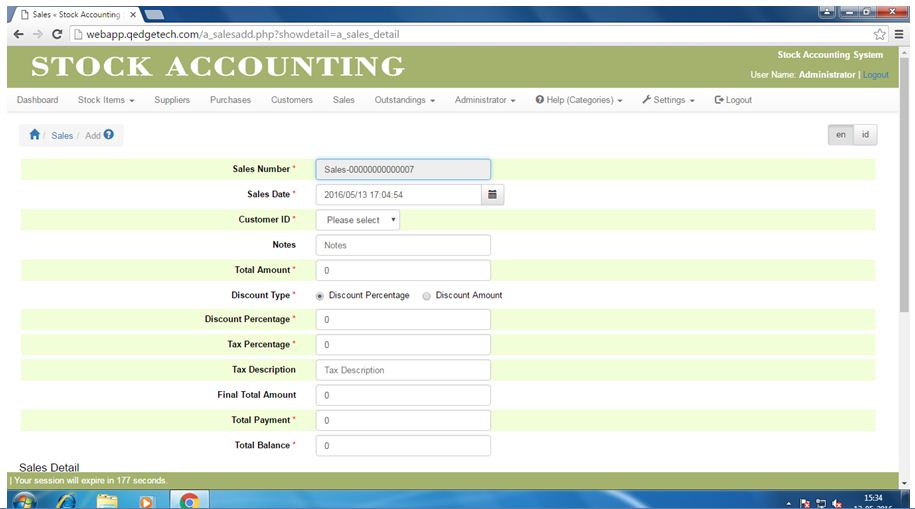 Sales « Stock Accounting
webapp.qedgetech.com/a_salesadd.php?showdetail=a_sales_detail
STOCK ACCOUNTING
Stock Accounting System
User Name: Administrator | Logout
Dashboard Stock Items Suppliers Purchases Customers Sales Outstandings Administrator Help (Categories) Settings Logout
/ Sales / Add
en id
Sales Number * Sales-00000000000007
Sales Date * 2016/05/13 17:04:54
Customer ID * Please select
Notes Notes
Total Amount * 0
Discount Type * Discount Percentage Discount Amount
Discount Percentage * 0
Tax Percentage * 0
Tax Description Tax Description
Final Total Amount 0
Total Payment * 0
Total Balance * 0
Sales Detail
| Your session will expire in 177 seconds.
15:34